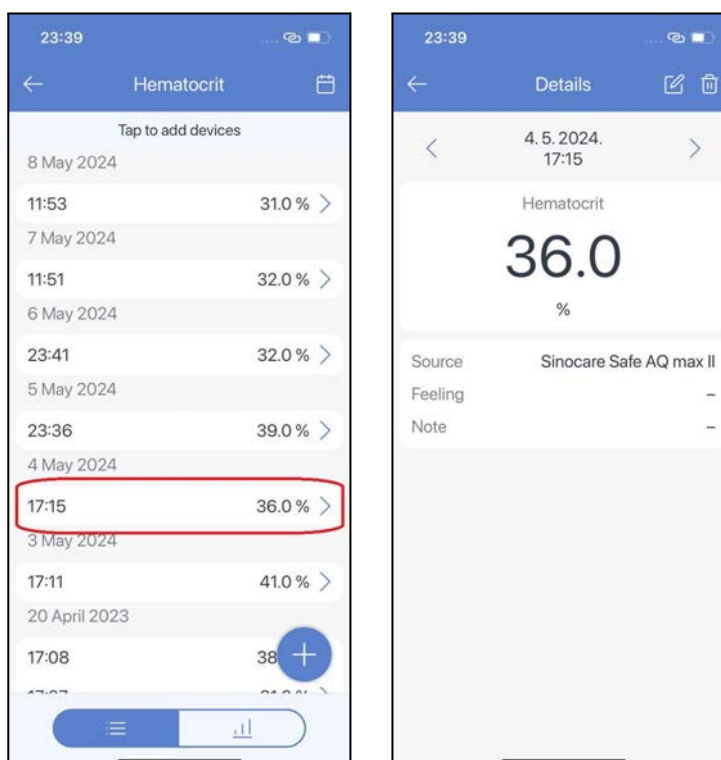 23:39
Hematocrit
Tap to add devices
8 May 2024
11:53 31.0 %
7 May 2024
11:51 32.0 %
6 May 2024
23:41 32.0 %
5 May 2024
23:36 39.0 %
4 May 2024
17:15 36.0 %
3 May 2024
17:11 41.0 %
20 April 2023
17:08 38
23:39
Details
4. 5. 2024.
17:15
Hematocrit
36.0
%
Source Sinocare Safe AQ max II
Feeling –
Note –